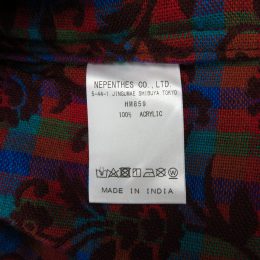 NEPENTHES CO., LTD.
5-44-1 JINGUMAE SHIBUYA TOKYO
HM659
100% ACRYLIC
MADE IN INDIA